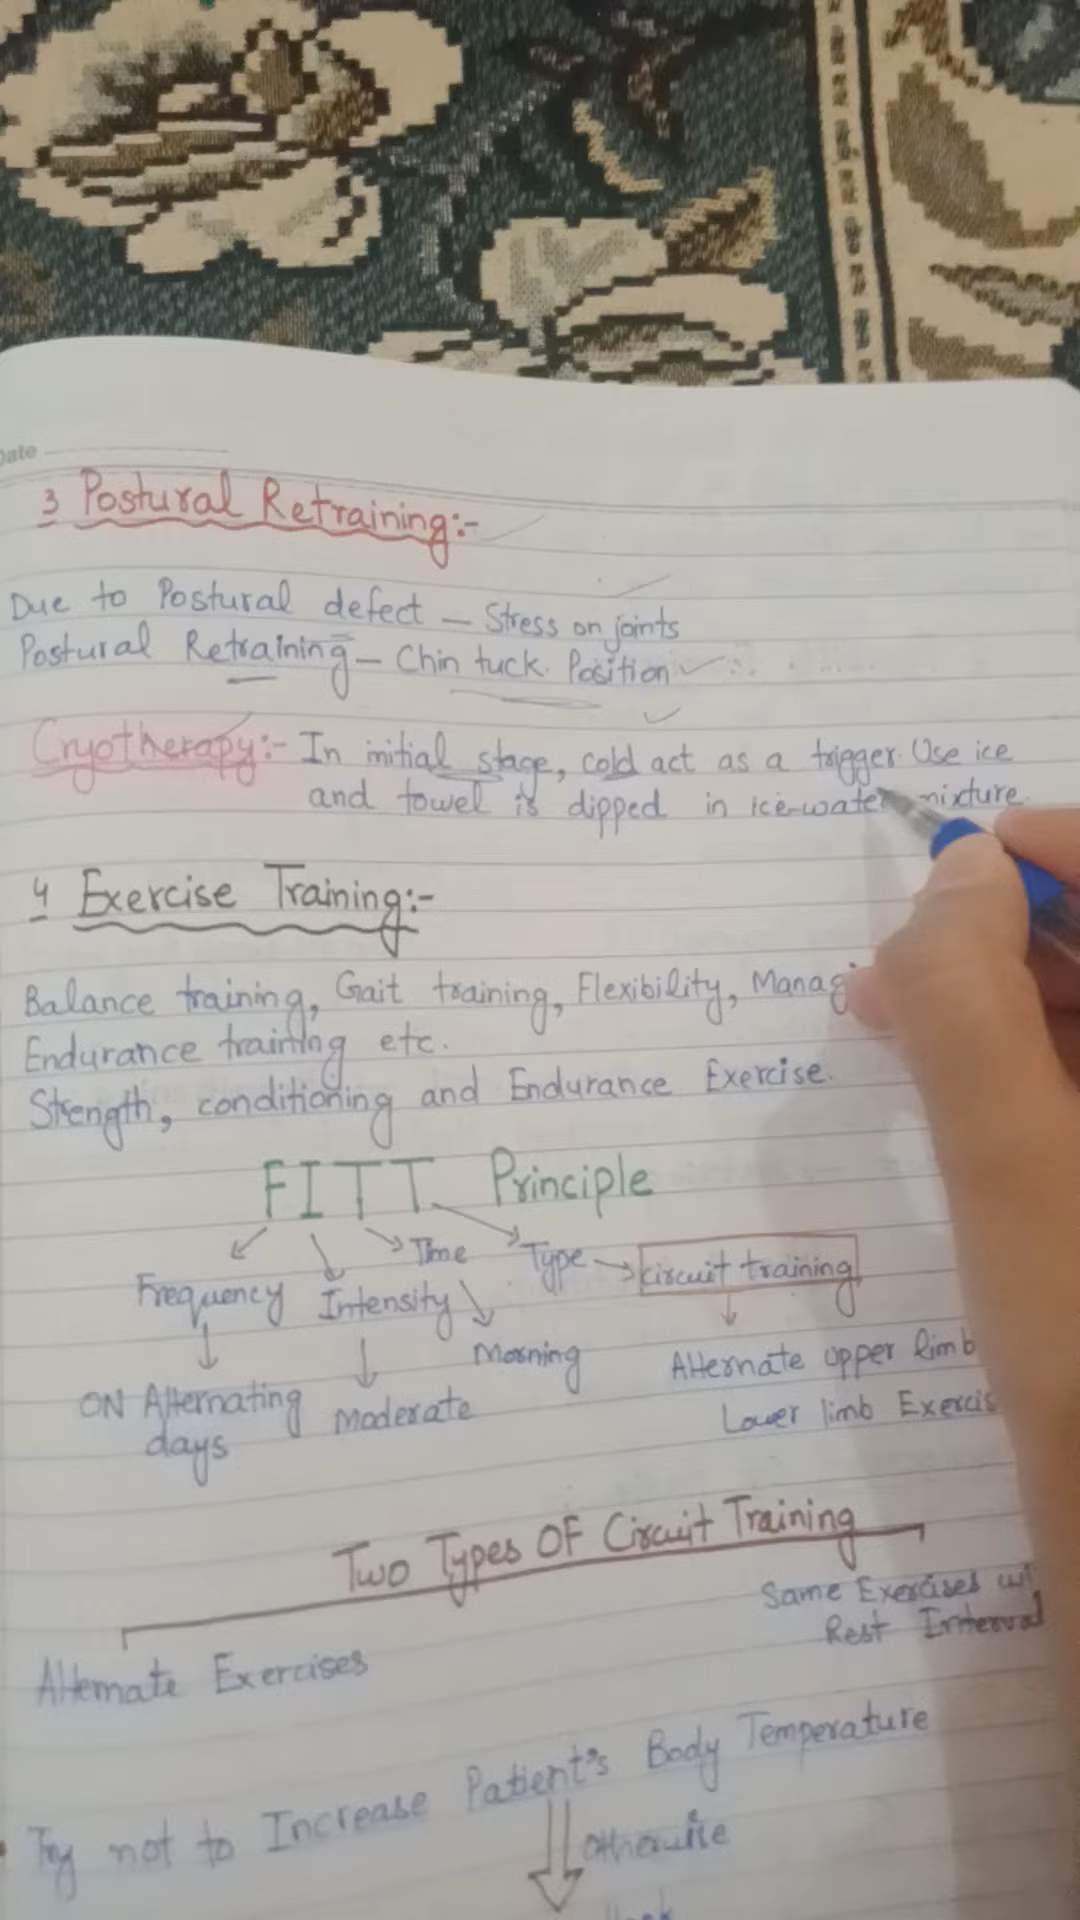 Date
3 Postural Retraining:-
Due to Postural defect – Stress on joints
Postural Retraining – Chin tuck Position
Cryotherapy:- In initial stage, cold act as a trigger. Use ice
and towel is dipped in ice-water mixture.
4 Exercise Training:-
Balance training, Gait training, Flexibility,
Endurance training etc.
Strength, conditioning and Endurance Exercise.
FITT Principle
Time Type circuit training
Frequency Intensity
Morning Alternate upper limb
ON Alternating Moderate Lower limb
days
Two Types OF Circuit Training
Same Exercises
Rest Interval
Alternate Exercises
Try not to Increase Patient's Body Temperature
Otherwise